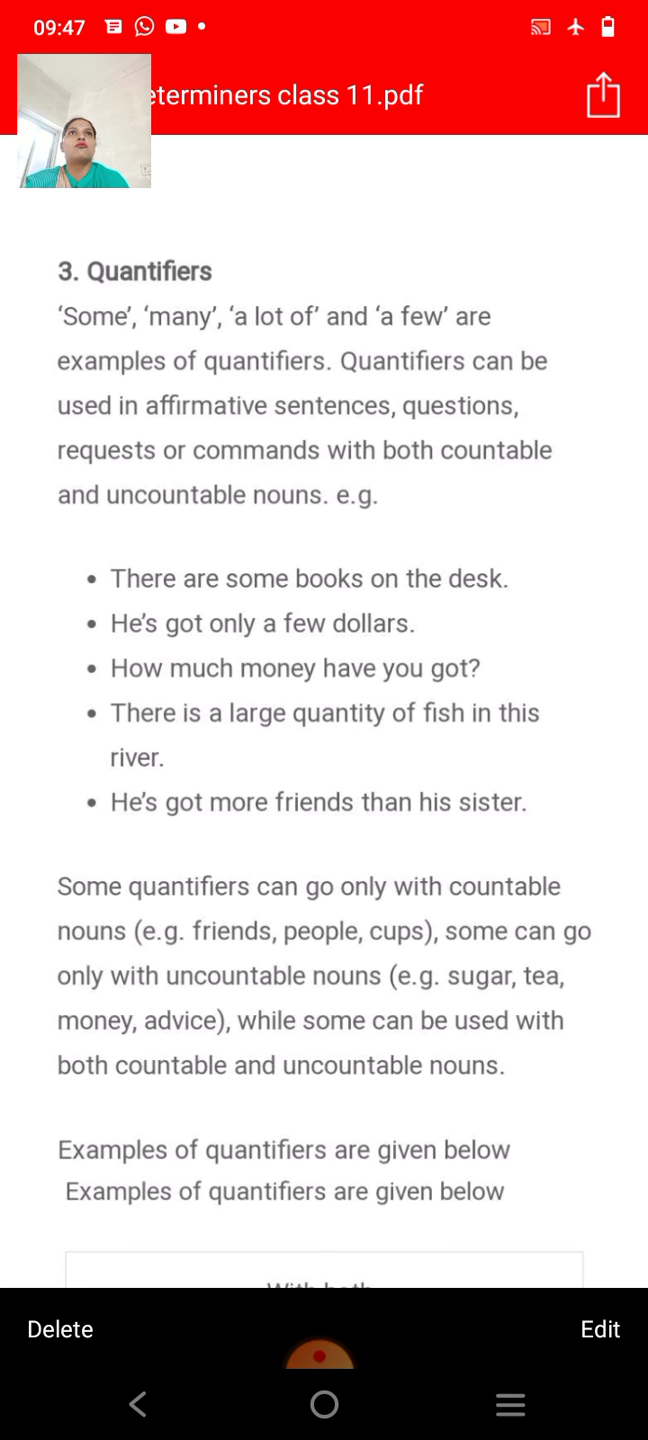 09:47
eterminers class 11.pdf
3. Quantifiers
‘Some’, ‘many’, ‘a lot of’ and ‘a few’ are
examples of quantifiers. Quantifiers can be
used in affirmative sentences, questions,
requests or commands with both countable
and uncountable nouns. e.g.
• There are some books on the desk.
• He’s got only a few dollars.
• How much money have you got?
• There is a large quantity of fish in this
river.
• He’s got more friends than his sister.
Some quantifiers can go only with countable
nouns (e.g. friends, people, cups), some can go
only with uncountable nouns (e.g. sugar, tea,
money, advice), while some can be used with
both countable and uncountable nouns.
Examples of quantifiers are given below
Examples of quantifiers are given below
With both
Delete
Edit